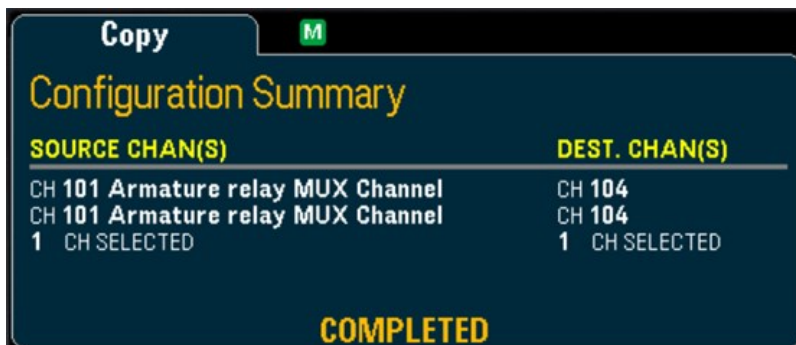 Copy M
Configuration Summary
SOURCE CHAN(S) DEST. CHAN(S)
CH 101 Armature relay MUX Channel CH 104
CH 101 Armature relay MUX Channel CH 104
1 CH SELECTED 1 CH SELECTED
COMPLETED